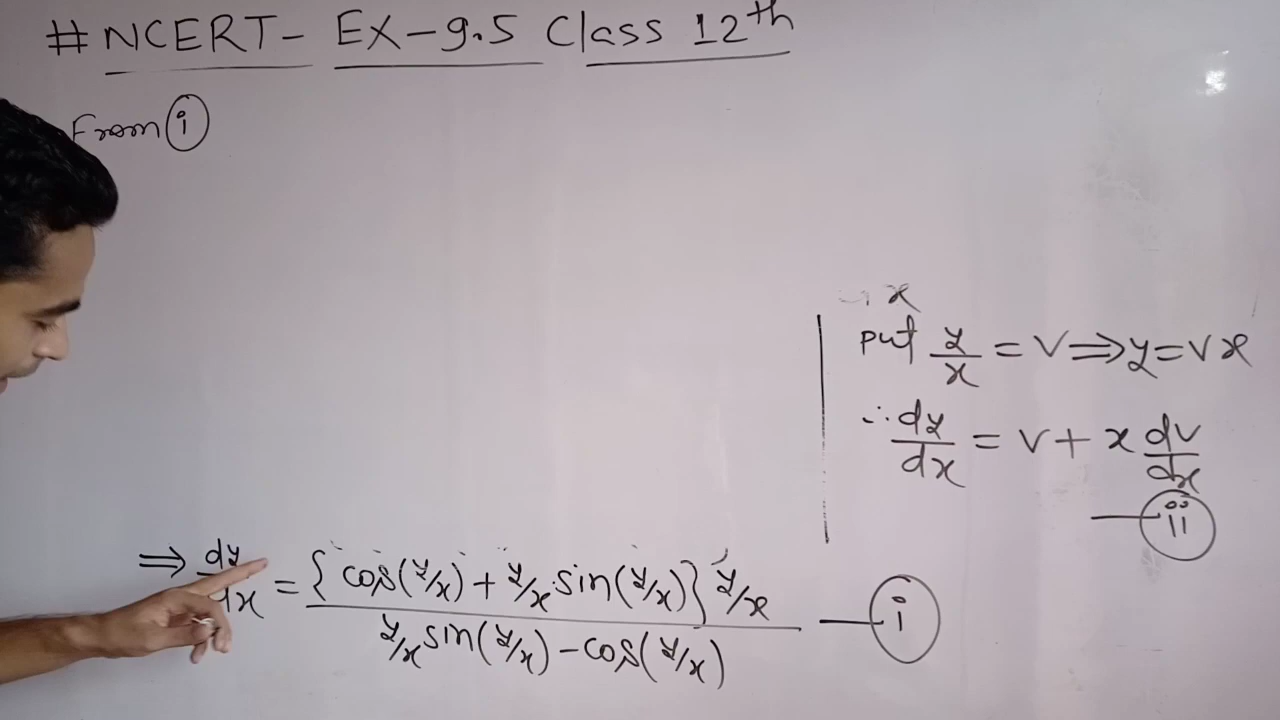 # NCERT- EX-9.5 Class 12th
From (i)
x
put y/x = v ⇒ y = vx
∴ dy/dx = v + x dv/dx
— (ii)
⇒ dy/dx = {cos(y/x) + y/x sin(y/x)} y/x — (i)
y/x sin(y/x) - cos(y/x)